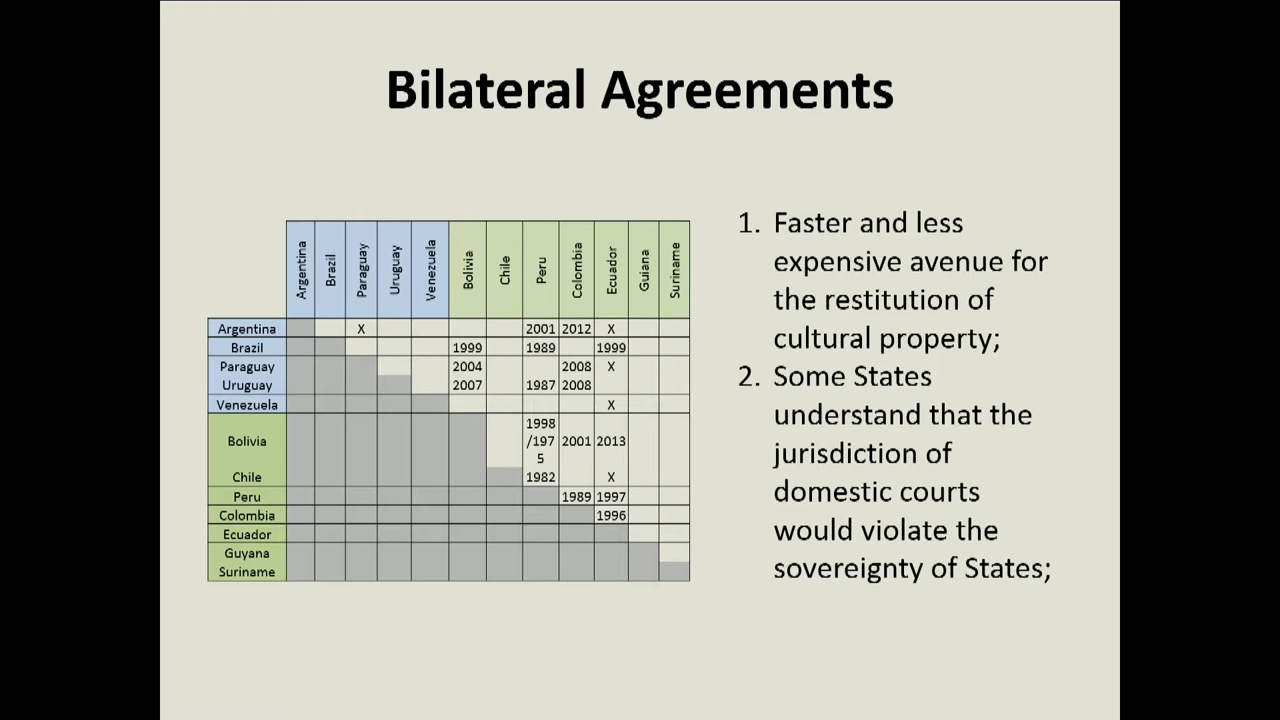 Bilateral Agreements
Argentina Brazil Paraguay Uruguay Venezuela Bolivia Chile Peru Colombia Ecuador Guiana Suriname
Argentina X 2001 2012 X
Brazil 1999 1989 1999
Paraguay 2004 2008 X
Uruguay 2007 1987 2008
Venezuela X
1998
Bolivia /197 2001 2013
5
Chile 1982 X
Peru 1989 1997
Colombia 1996
Ecuador
Guyana
Suriname
1. Faster and less
expensive avenue for
the restitution of
cultural property;
2. Some States
understand that the
jurisdiction of
domestic courts
would violate the
sovereignty of States;